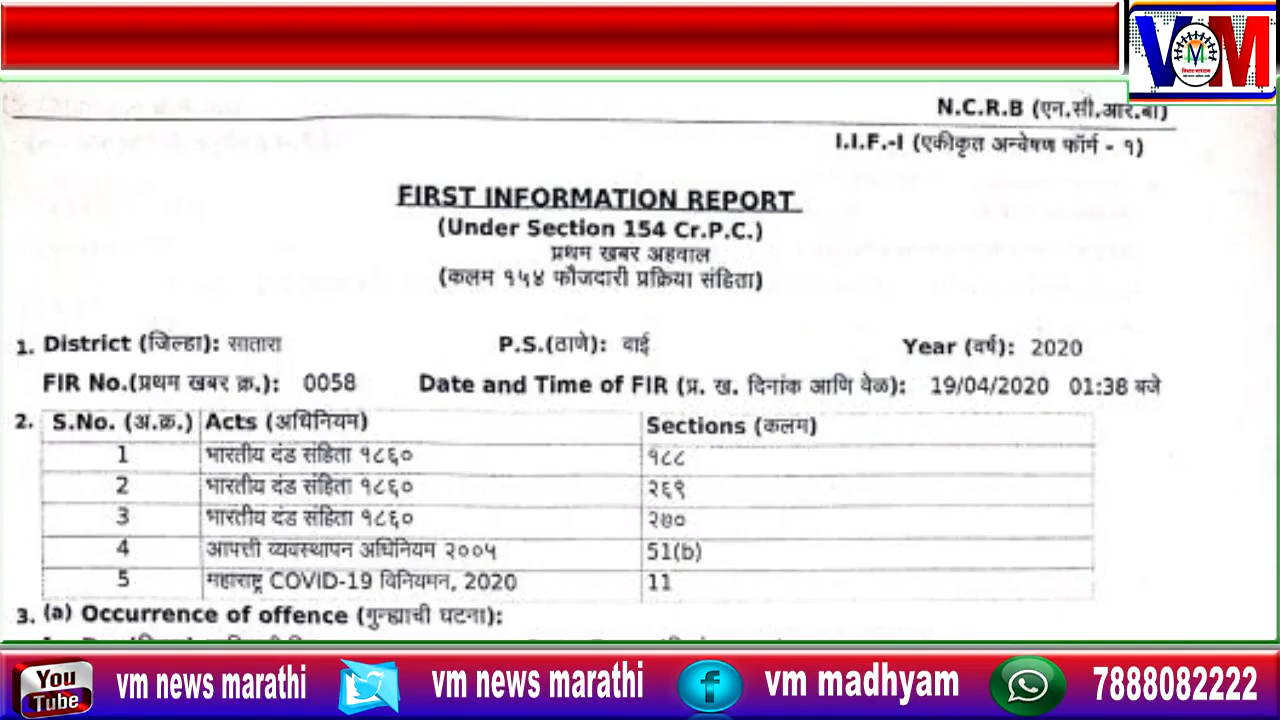 VM
N.C.R.B (एन.सी.आर.बी)
I.I.F.-I (एकीकृत अन्वेषण फॉर्म - १)
FIRST INFORMATION REPORT
(Under Section 154 Cr.P.C.)
प्रथम खबर अहवाल
(कलम १५४ फौजदारी प्रक्रिया संहिता)
1. District (जिल्हा): सातारा P.S.(ठाणे): वाई Year (वर्ष): 2020
FIR No.(प्रथम खबर क्र.): 0058 Date and Time of FIR (प्र. ख. दिनांक आणि वेळ): 19/04/2020 01:38 बजे
2. S.No. (अ.क्र.) Acts (अधिनियम) Sections (कलम)
1 भारतीय दंड संहिता १८६० १८८
2 भारतीय दंड संहिता १८६० २६९
3 भारतीय दंड संहिता १८६० २७०
4 आपत्ती व्यवस्थापन अधिनियम २००५ 51(b)
5 महाराष्ट्र COVID-19 विनियमन, 2020 11
3. (a) Occurrence of offence (गुन्ह्याची घटना):
You Tube vm news marathi vm news marathi f vm madhyam 7888082222